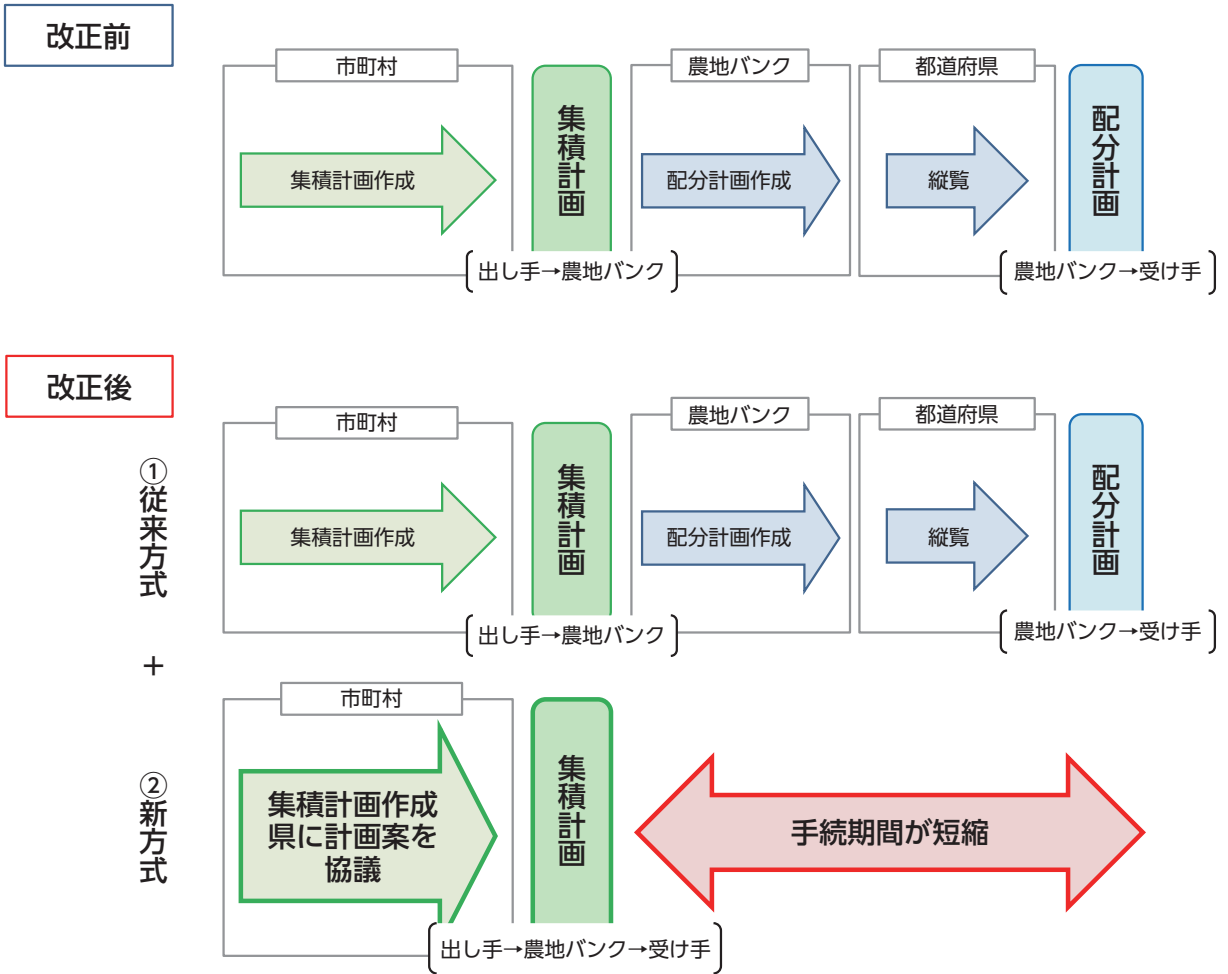 改正前
市町村
集積計画作成
集積計画
出し手→農地バンク
農地バンク
配分計画作成
都道府県
縦覧
配分計画
農地バンク→受け手
改正後
①従来方式
市町村
集積計画作成
集積計画
出し手→農地バンク
農地バンク
配分計画作成
都道府県
縦覧
配分計画
農地バンク→受け手
+
②新方式
市町村
集積計画作成
県に計画案を
協議
集積計画
出し手→農地バンク→受け手
手続期間が短縮